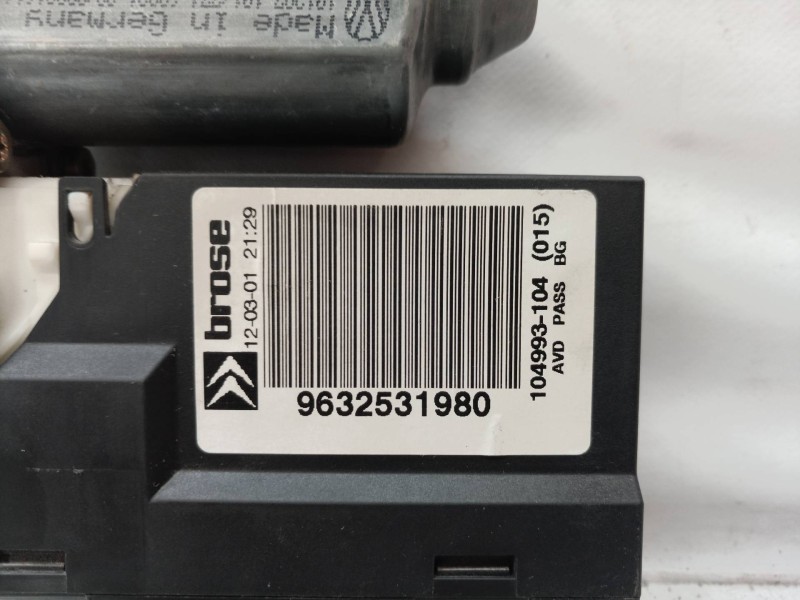 Made in Germany
brose
12-03-01 21:29
9632531980
104993-104 (015)
AVD PASS BG